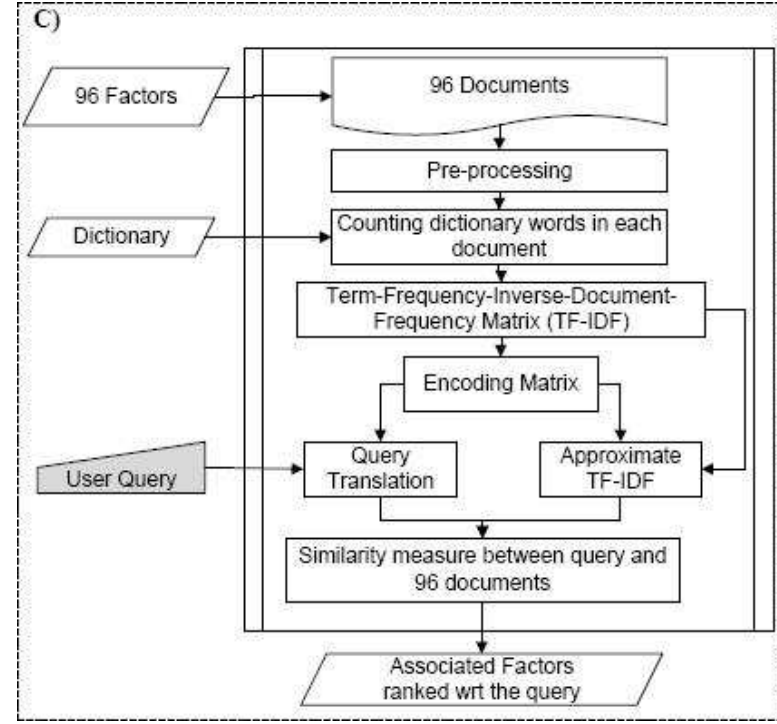 C)
96 Factors
96 Documents
Pre-processing
Dictionary
Counting dictionary words in each
document
Term-Frequency-Inverse-Document-
Frequency Matrix (TF-IDF)
Encoding Matrix
User Query
Query
Translation
Approximate
TF-IDF
Similarity measure between query and
96 documents
Associated Factors
ranked wrt the query